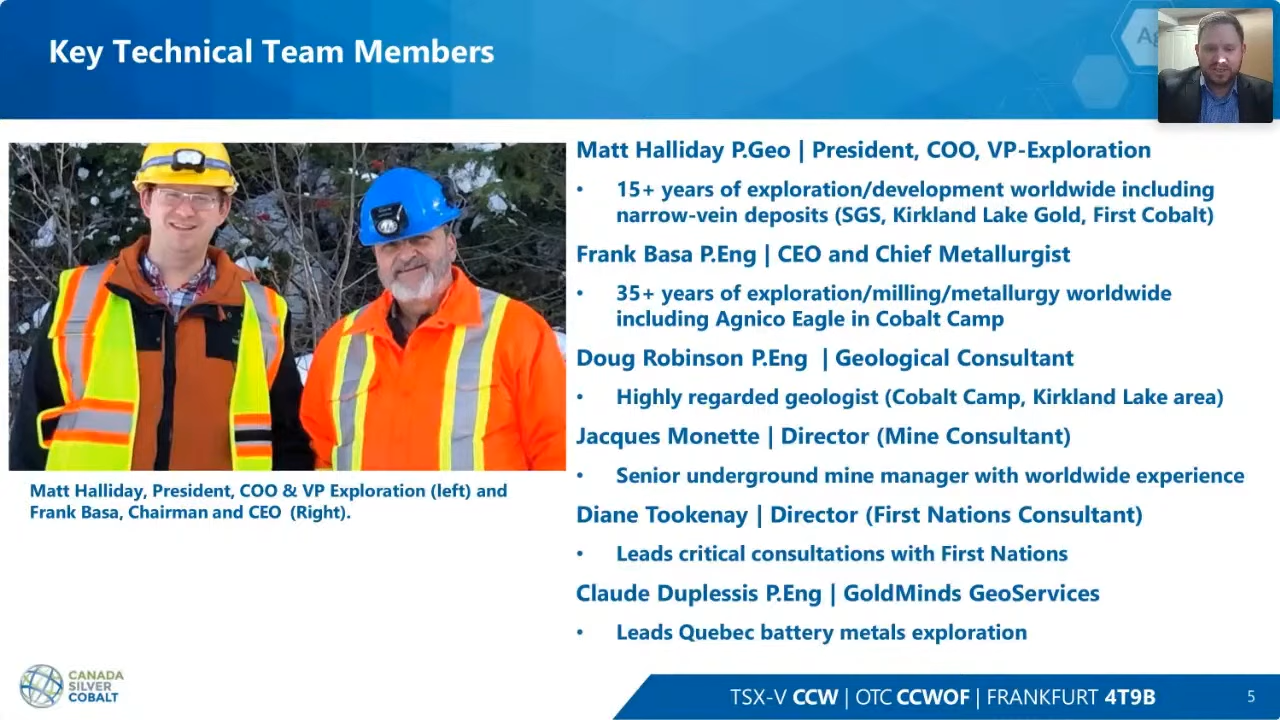 Key Technical Team Members
Ag
Matt Halliday P.Geo | President, COO, VP-Exploration
• 15+ years of exploration/development worldwide including
narrow-vein deposits (SGS, Kirkland Lake Gold, First Cobalt)
Frank Basa P.Eng | CEO and Chief Metallurgist
• 35+ years of exploration/milling/metallurgy worldwide
including Agnico Eagle in Cobalt Camp
Doug Robinson P.Eng | Geological Consultant
• Highly regarded geologist (Cobalt Camp, Kirkland Lake area)
Jacques Monette | Director (Mine Consultant)
• Senior underground mine manager with worldwide experience
Diane Tookenay | Director (First Nations Consultant)
• Leads critical consultations with First Nations
Claude Duplessis P.Eng | GoldMinds GeoServices
• Leads Quebec battery metals exploration
Matt Halliday, President, COO & VP Exploration (left) and
Frank Basa, Chairman and CEO (Right).
CANADA
SILVER
COBALT
TSX-V CCW | OTC CCWOF | FRANKFURT 4T9B
5